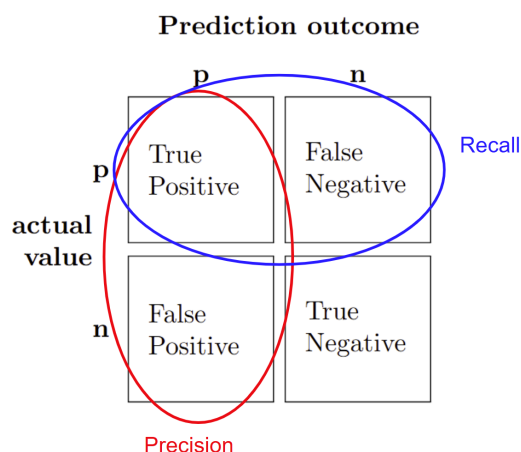 Prediction outcome
p
n
Recall
p
True
Positive
False
Negative
actual
value
n
False
Positive
True
Negative
Precision